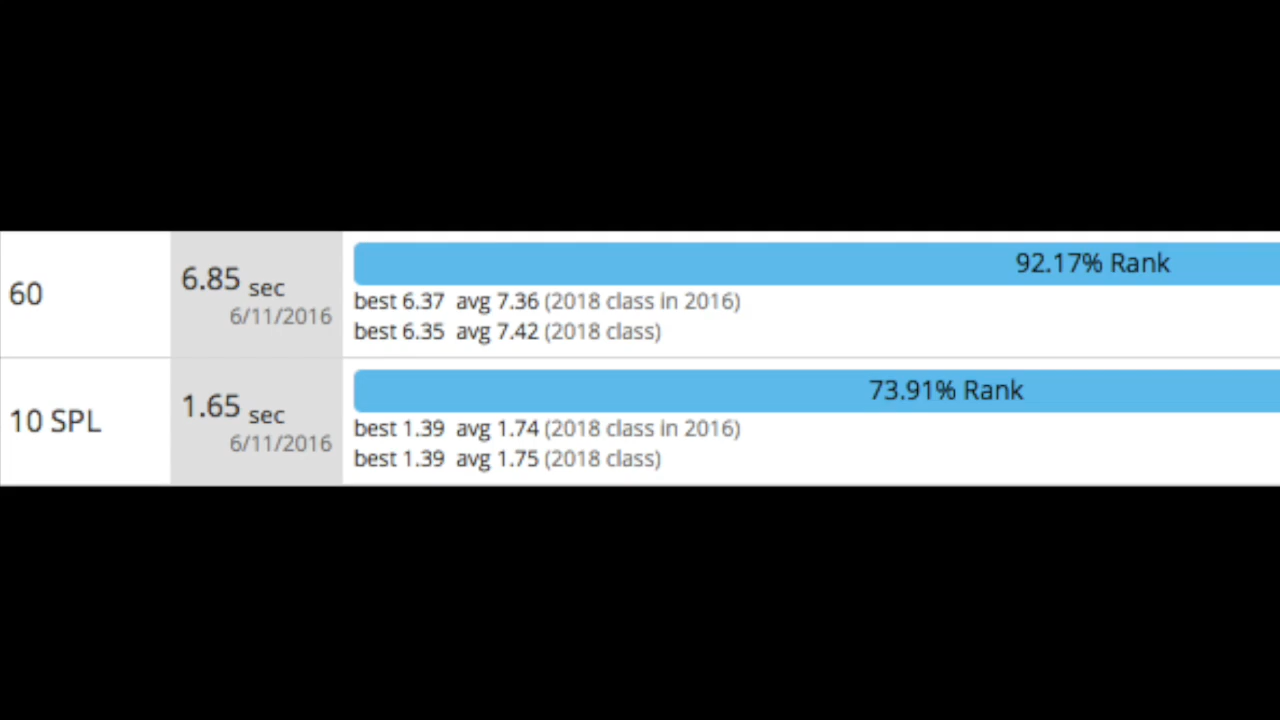 60
6.85 sec
6/11/2016
92.17% Rank
best 6.37 avg 7.36 (2018 class in 2016)
best 6.35 avg 7.42 (2018 class)
10 SPL
1.65 sec
6/11/2016
73.91% Rank
best 1.39 avg 1.74 (2018 class in 2016)
best 1.39 avg 1.75 (2018 class)